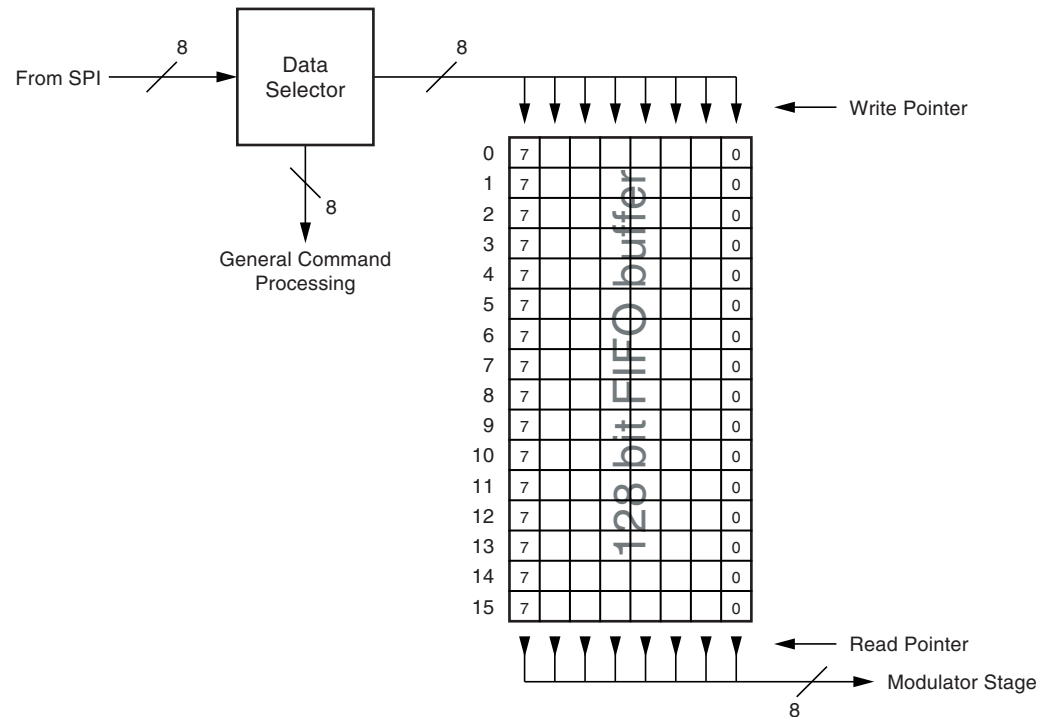 8
8
From SPI
Data
Selector
Write Pointer
8
General Command
Processing
0 7 0
1 7 0
2 7 0
3 7 0
4 7 0
5 7 0
6 7 0
7 7 0
8 7 0
9 7 0
10 7 0
11 7 0
12 7 0
13 7 0
14 7 0
15 7 0
128 bit FIFO buffer
Read Pointer
Modulator Stage
8